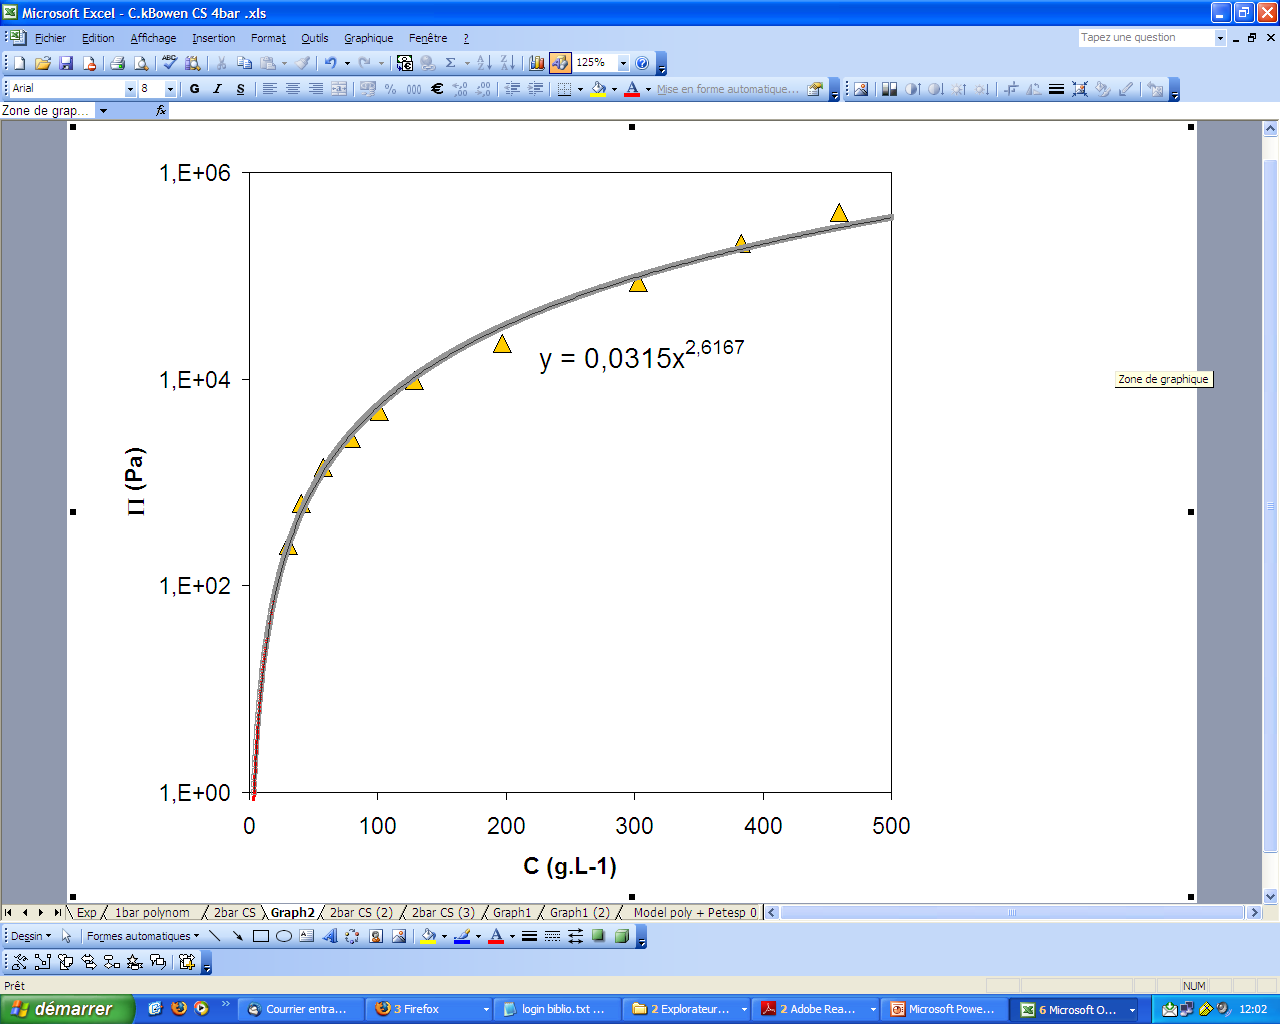 Microsoft Excel - C.kBowen CS 4bar .xls
Fichier Edition Affichage Insertion Format Outils Graphique Fenêtre ?
Tapez une question
125%
Arial 8 G I S
% 000 €
Mise en forme automatique...
Zone de grap... fx
1,E+06
y = 0,0315x^2,6167
1,E+04
Zone de graphique
Π (Pa)
1,E+02
1,E+00
0 100 200 300 400 500
C (g.L-1)
Exp 1bar polynom 2bar CS Graph2 2bar CS (2) 2bar CS (3) Graph1 Graph1 (2) Model poly + Petesp 0
Dessin Formes automatiques
Prêt NUM
démarrer Courrier entra... 3 Firefox login biblio.txt ... 2 Explorateur... 2 Adobe Rea... Microsoft Powe... 6 Microsoft O... 12:02